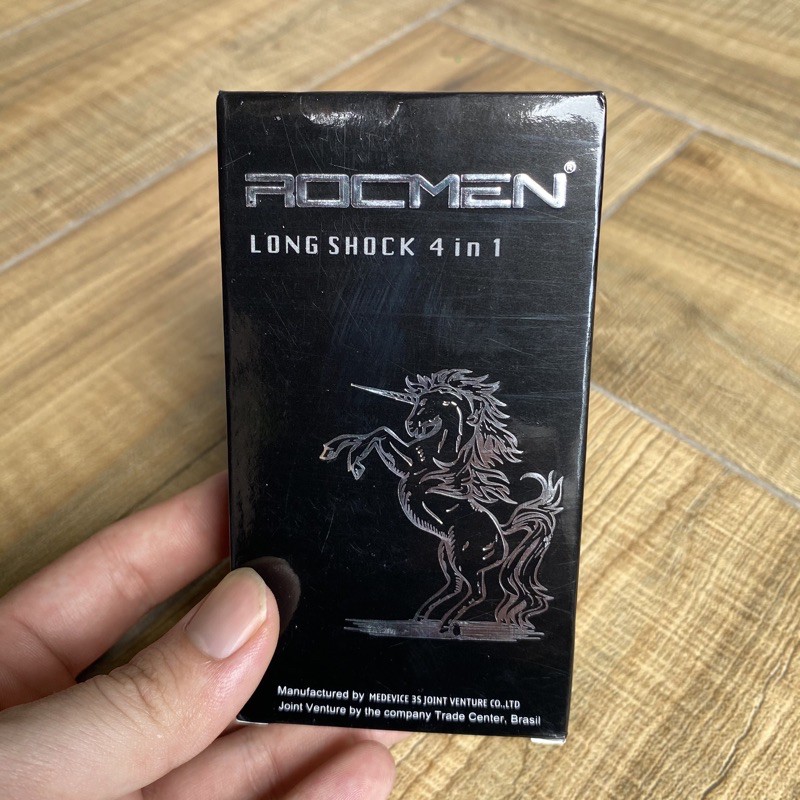 ROCMEN®
LONG SHOCK 4 in 1
Manufactured by MEDEVICE 3S JOINT VENTURE CO.,LTD
Joint Venture by the company Trade Center, Brasil